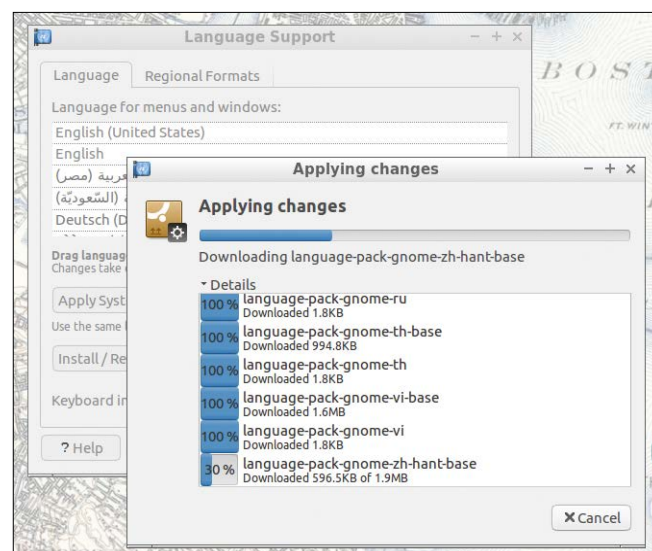 Language Support
BOST
FT. WIN
Language
Regional Formats
Language for menus and windows:
English (United States)
English
عربية (مصر)
(السّعوديّة)
Deutsch (D
Drag languag
Changes take
Apply Syst
Use the same
Install / Re
Keyboard in
? Help
Applying changes
Applying changes
Downloading language-pack-gnome-zh-hant-base
Details
100 % language-pack-gnome-ru
Downloaded 1.8KB
100 % language-pack-gnome-th-base
Downloaded 994.8KB
100 % language-pack-gnome-th
Downloaded 1.8KB
100 % language-pack-gnome-vi-base
Downloaded 1.6MB
100 % language-pack-gnome-vi
Downloaded 1.8KB
30 % language-pack-gnome-zh-hant-base
Downloaded 596.5KB of 1.9MB
Cancel